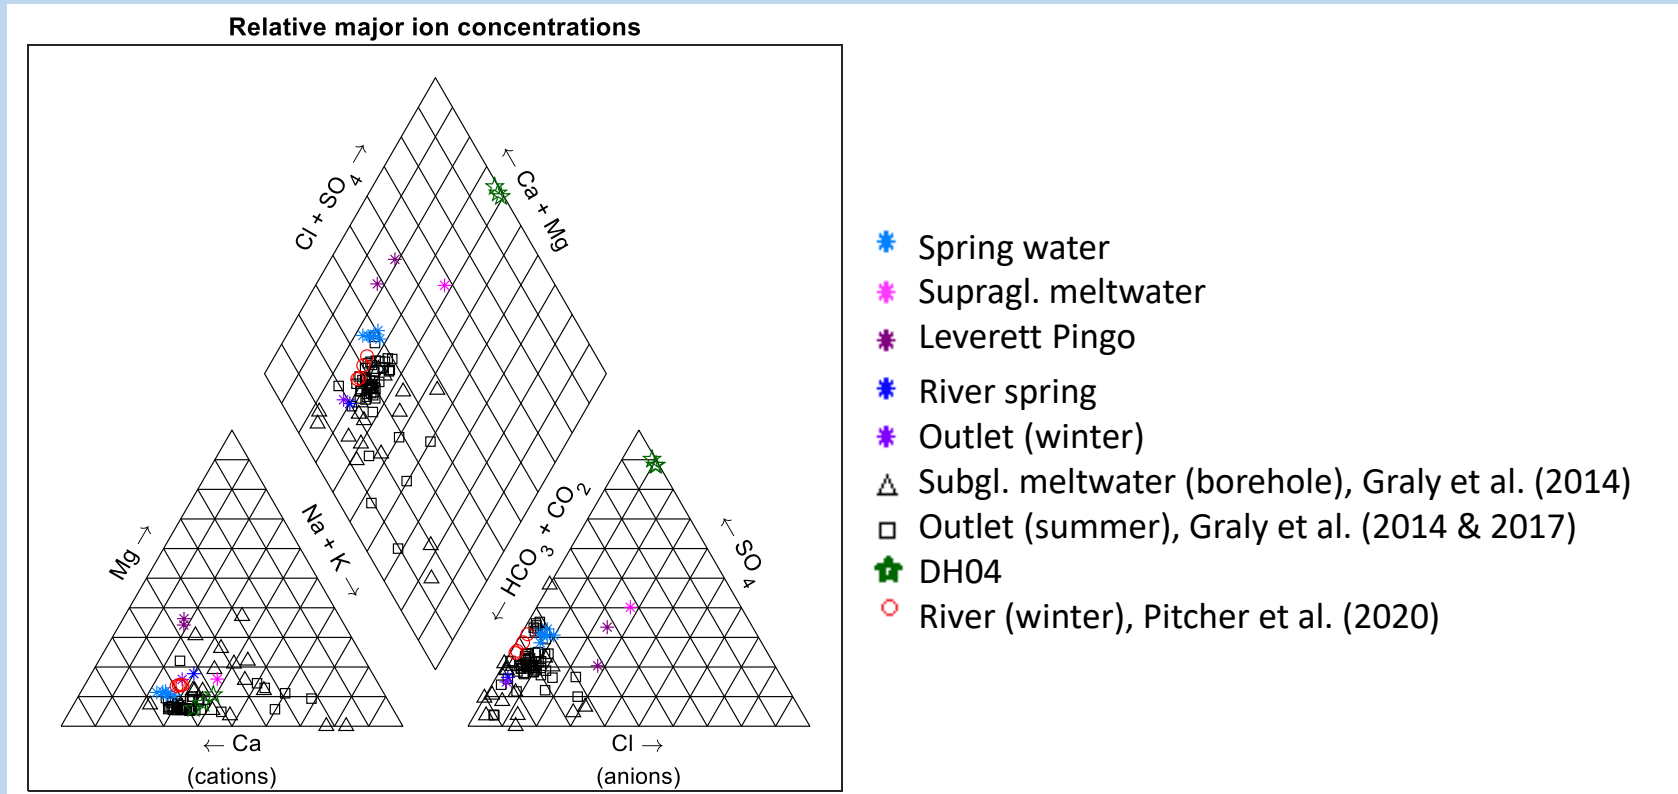 Relative major ion concentrations
Cl + SO4 →
← Ca + Mg
Mg →
Na + K →
← HCO3 + CO2
← SO4
← Ca
Cl →
(cations)
(anions)
Spring water
Supragl. meltwater
Leverett Pingo
River spring
Outlet (winter)
Subgl. meltwater (borehole), Graly et al. (2014)
Outlet (summer), Graly et al. (2014 & 2017)
DH04
River (winter), Pitcher et al. (2020)